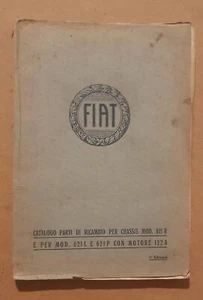 FIAT
CATALOGO PARTI DI RICAMBIO PER CHASSIS MOD. 621 R
E PER MOD. 621 L E 621 P CON MOTORE 122 B